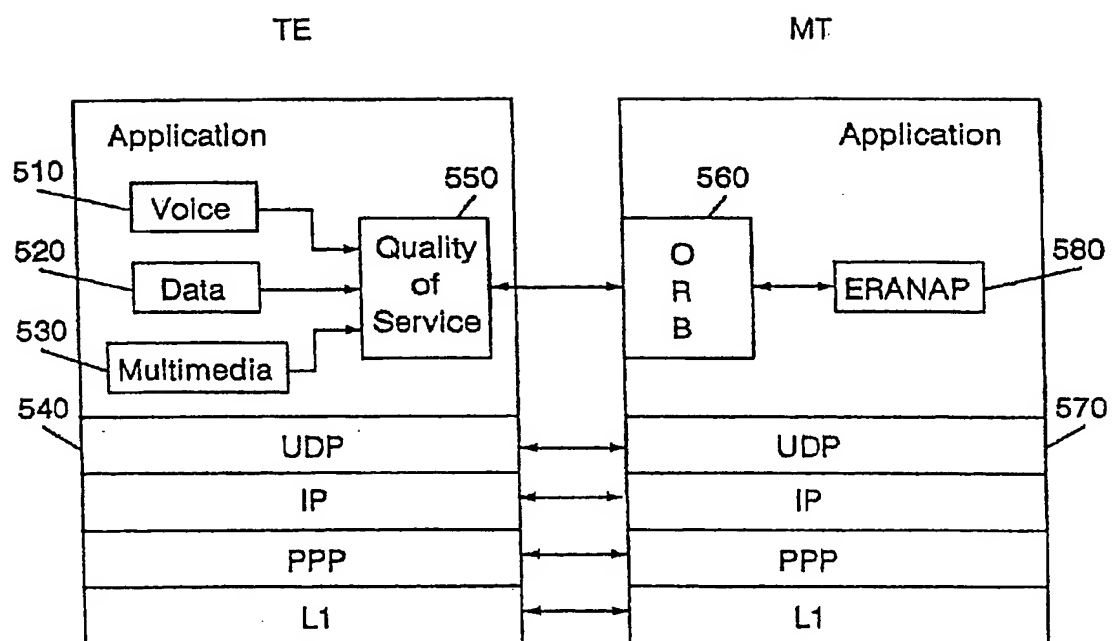 TE
MT
Application
Application
510
550
560
Voice
520
Quality
of
Service
O
R
B
580
Data
ERANAP
530
Multimedia
540
570
UDP
UDP
IP
IP
PPP
PPP
L1
L1